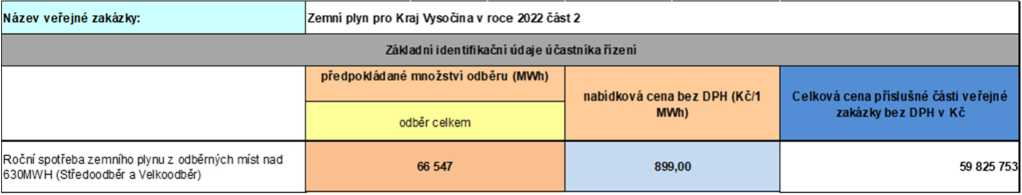 Název veřejné zakázky:
Zemní plyn pro Kraj Vysočina v roce 2022 část 2
Základní identifikační údaje účastníka řízení
předpokládané množství odběru (MWh)
nabídková cena bez DPH (Kč/1
MWh)
Celková cena příslušné části veřejné
zakázky bez DPH v Kč
odběr celkem
Roční spotřeba zemního plynu z odběrných míst nad
630MWH (Středoodběr a Velkoodběr)
66 547
899,00
59 825 753